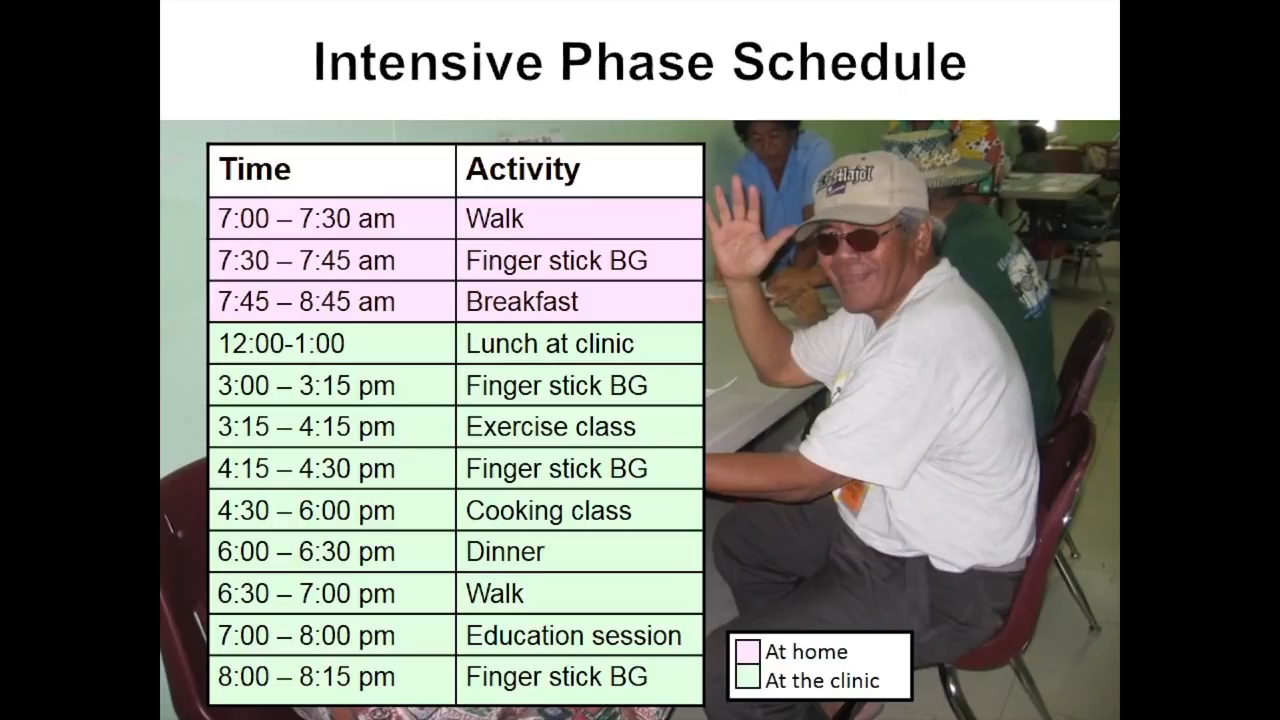 Intensive Phase Schedule
Time Activity
7:00 – 7:30 am Walk
7:30 – 7:45 am Finger stick BG
7:45 – 8:45 am Breakfast
12:00-1:00 Lunch at clinic
3:00 – 3:15 pm Finger stick BG
3:15 – 4:15 pm Exercise class
4:15 – 4:30 pm Finger stick BG
4:30 – 6:00 pm Cooking class
6:00 – 6:30 pm Dinner
6:30 – 7:00 pm Walk
7:00 – 8:00 pm Education session
8:00 – 8:15 pm Finger stick BG
At home
At the clinic